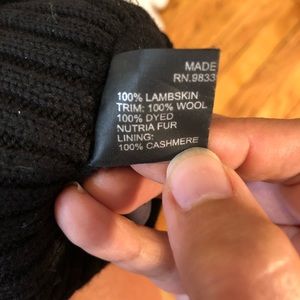 MADE
RN.9833
100% LAMBSKIN
TRIM: 100% WOOL
100% DYED
NUTRIA FUR
LINING:
100% CASHMERE